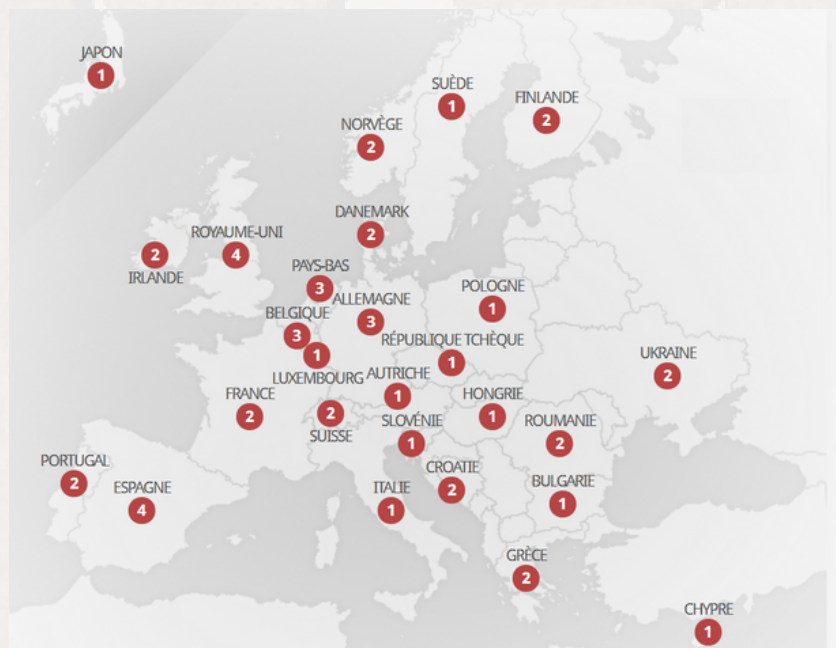 JAPON
1
SUÈDE
1
FINLANDE
2
NORVÈGE
2
DANEMARK
2
ROYAUME-UNI
4
2
IRLANDE
PAYS-BAS
3
ALLEMAGNE
3
POLOGNE
1
BELGIQUE
3
1
LUXEMBOURG
RÉPUBLIQUE TCHÈQUE
1
UKRAINE
2
AUTRICHE
1
FRANCE
2
2
SUISSE
HONGRIE
1
SLOVÉNIE
1
ROUMANIE
2
PORTUGAL
2
ESPAGNE
4
CROATIE
2
ITALIE
1
BULGARIE
1
GRÈCE
2
CHYPRE
1